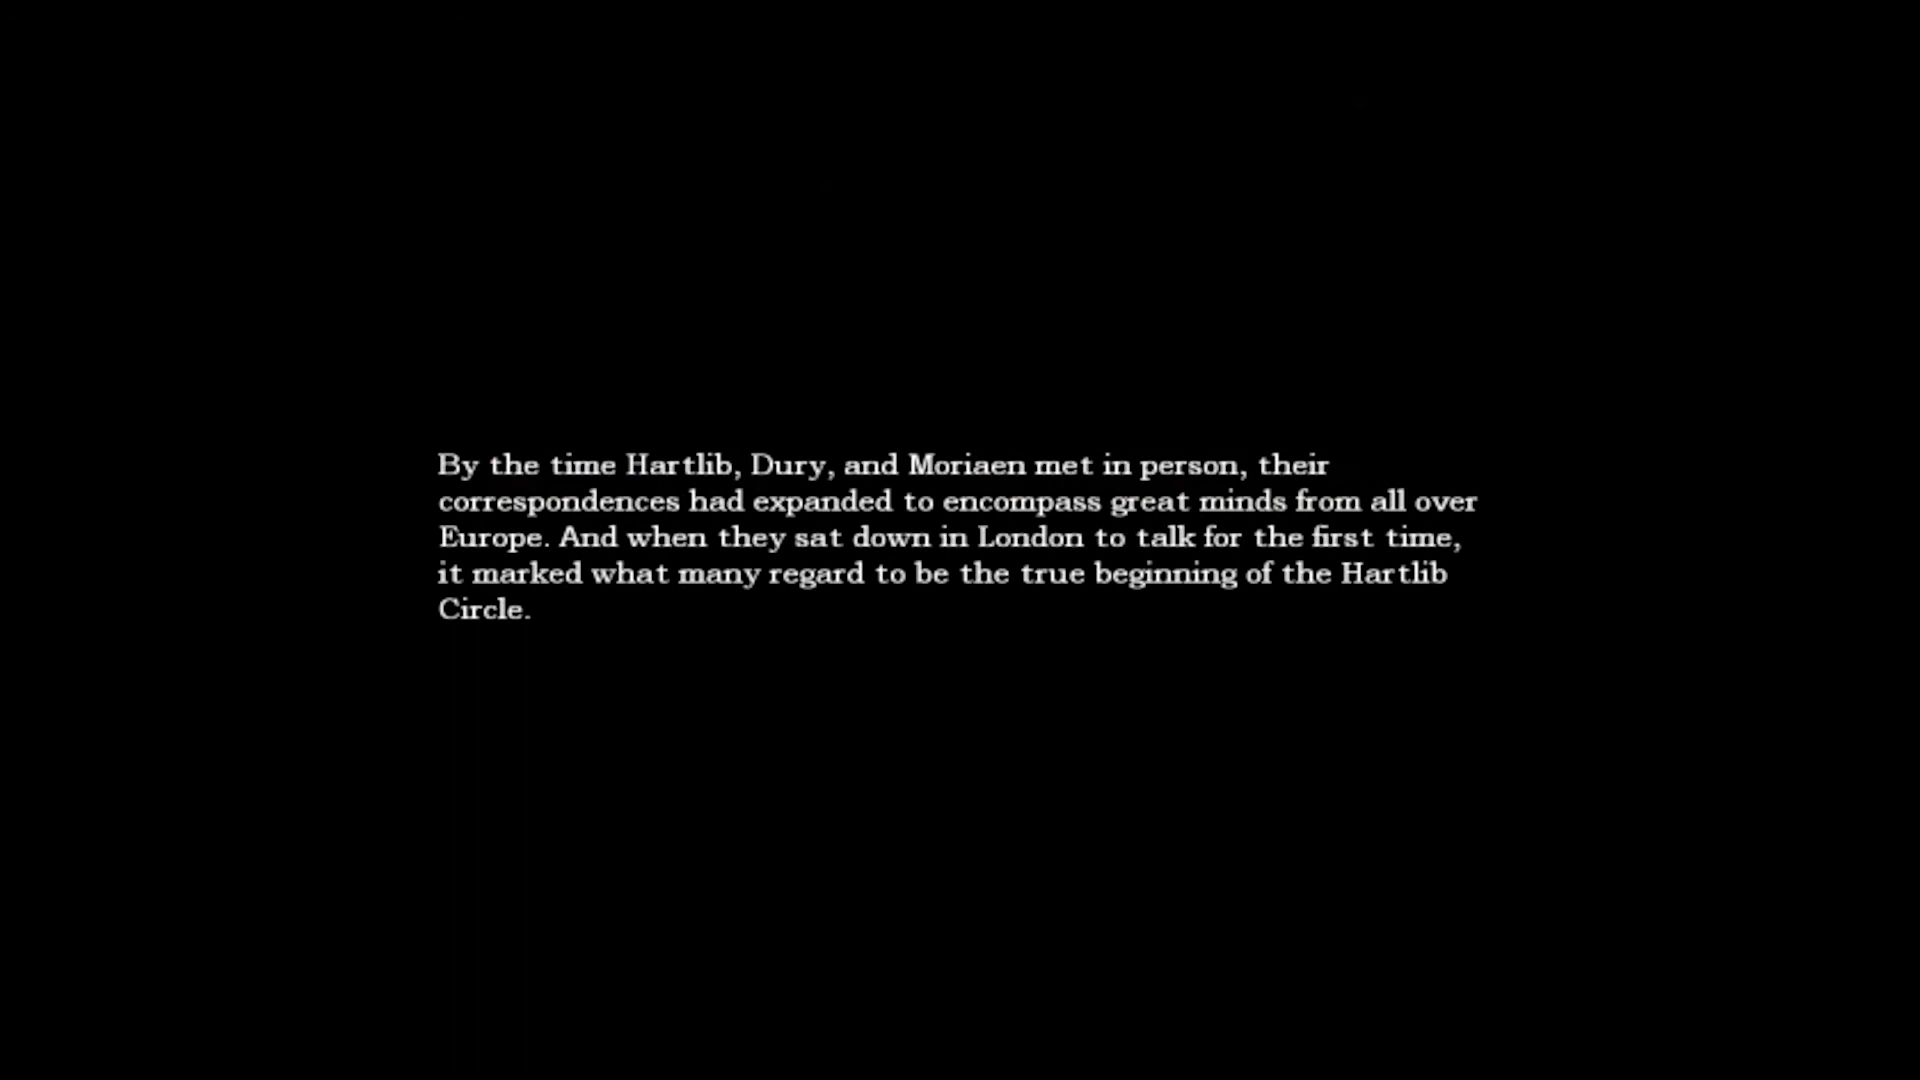 By the time Hartlib, Dury, and Moriaen met in person, their
correspondences had expanded to encompass great minds from all over
Europe. And when they sat down in London to talk for the first time,
it marked what many regard to be the true beginning of the Hartlib
Circle.